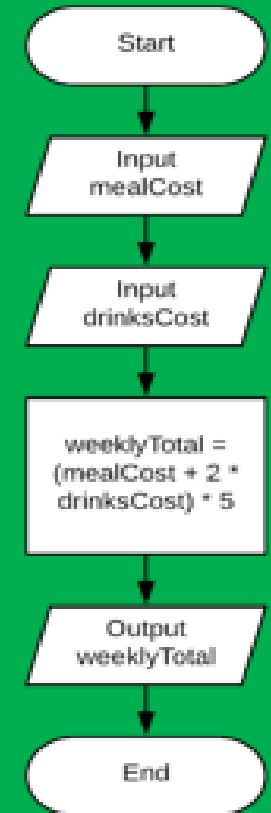 Start
Input
mealCost
Input
drinksCost
weeklyTotal =
(mealCost + 2 *
drinksCost) * 5
Output
weeklyTotal
End